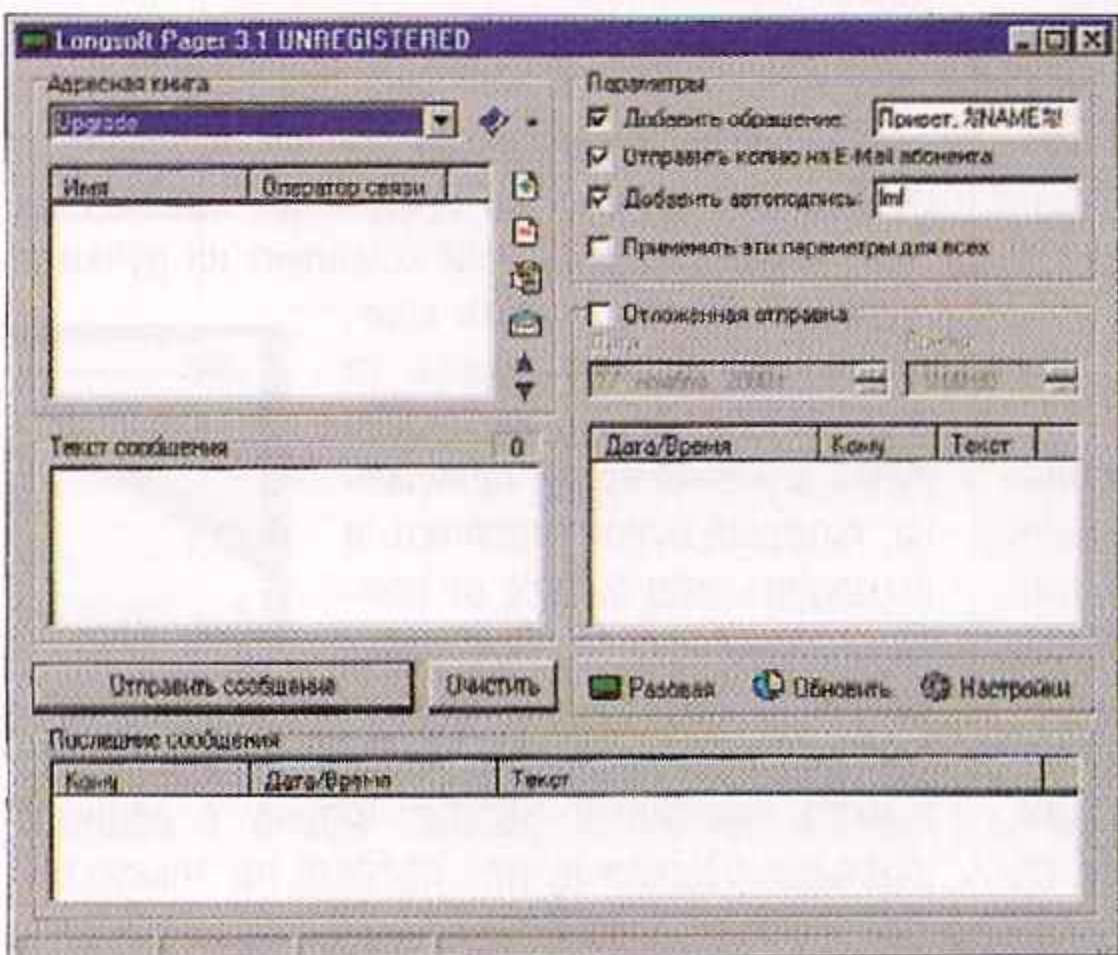 Longsoft Pager 3.1 UNREGISTERED
Адресная книга
Upgrade
Имя Оператор связи
Текст сообщения 0
Отправить сообщение Очистить
Параметры
Добавить обращение: Привет, %NAME%!
Отправить копию на E-Mail абонента
Добавить автоподпись:
Применить эти параметры для всех
Отложенная отправка
Дата Время
Дата/Время Кому Текст
Разовая Обновить Настройки
Последние сообщения
Кому Дата/Время Текст